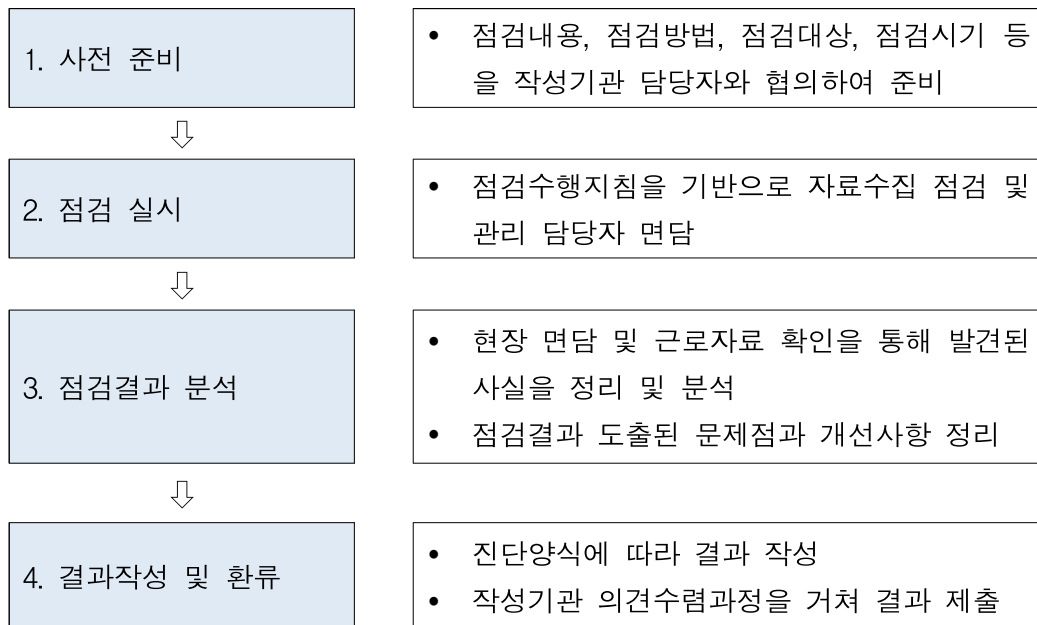 1. 사전 준비
• 점검내용, 점검방법, 점검대상, 점검시기 등
을 작성기관 담당자와 협의하여 준비
2. 점검 실시
• 점검수행지침을 기반으로 자료수집 점검 및
관리 담당자 면담
3. 점검결과 분석
• 현장 면담 및 근로자료 확인을 통해 발견된
사실을 정리 및 분석
• 점검결과 도출된 문제점과 개선사항 정리
4. 결과작성 및 환류
• 진단양식에 따라 결과 작성
• 작성기관 의견수렴과정을 거쳐 결과 제출